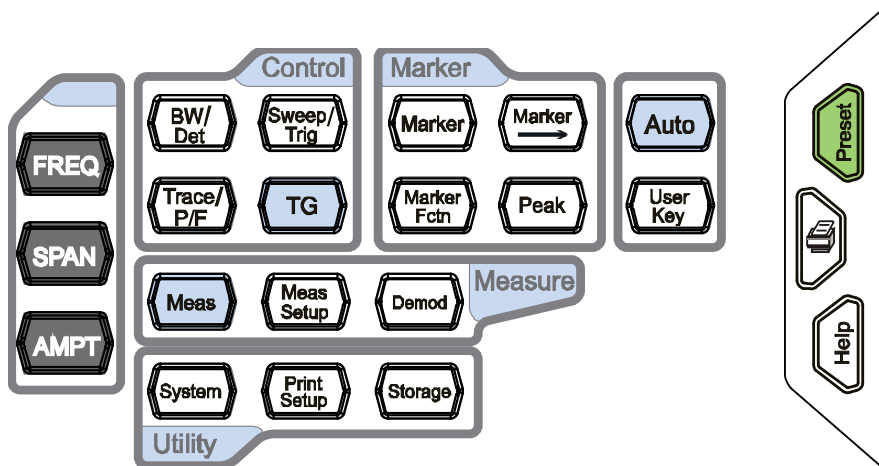 Control
Marker
BW/
Det
Sweep/
Trig
Marker
Marker
Auto
FREQ
Trace/
P/F
TG
Marker
Fctn
Peak
User
Key
SPAN
Meas
Meas
Setup
Demod
Measure
AMPT
System
Print
Setup
Storage
Utility
Preset
Help